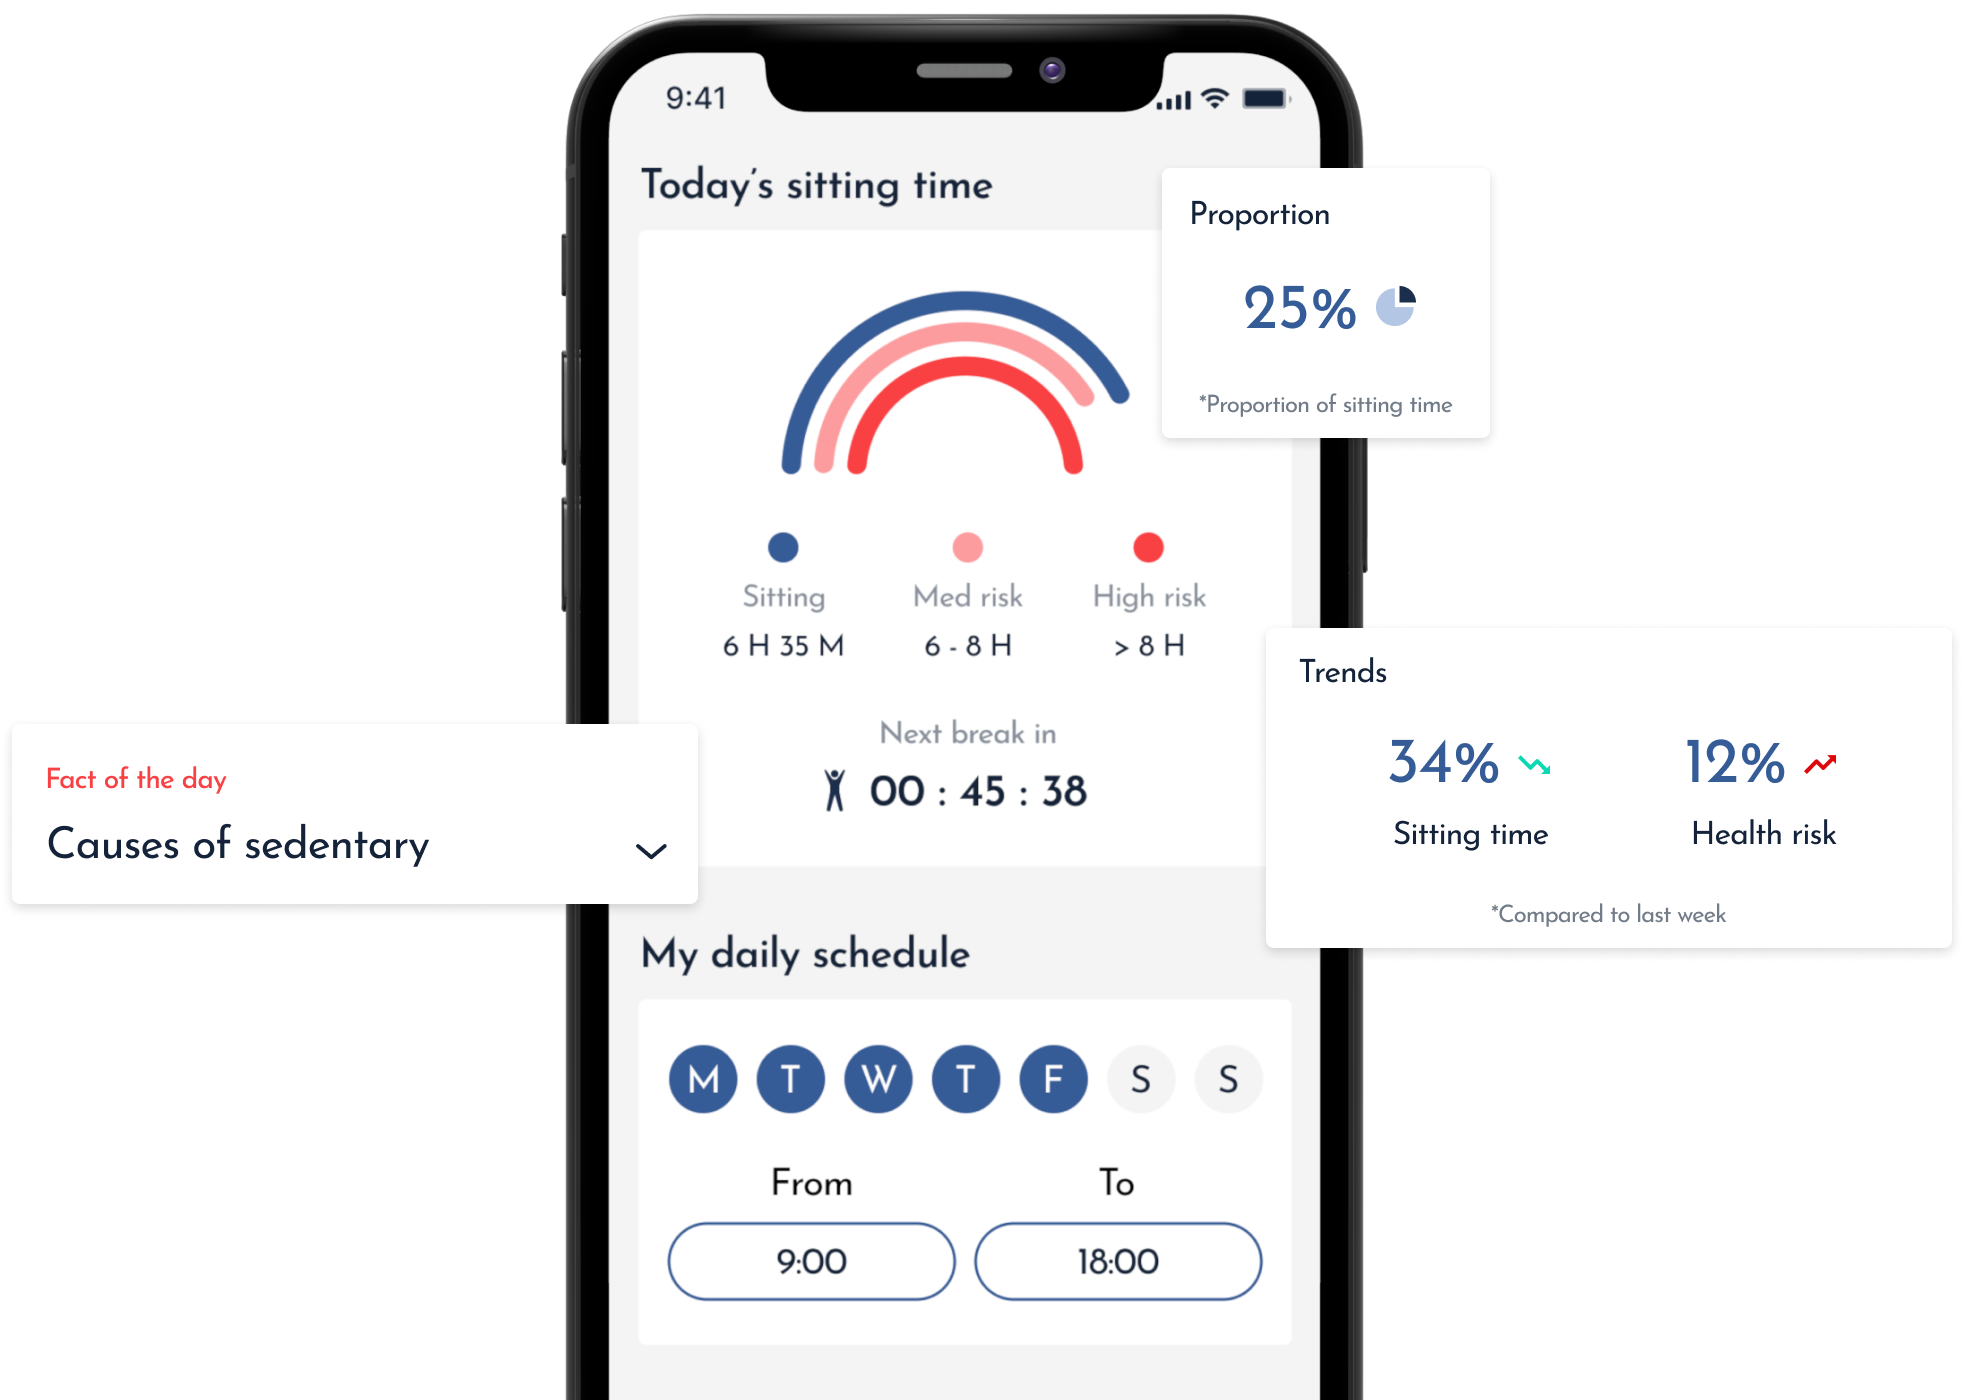 9:41
Today's sitting time
Proportion
25%
*Proportion of sitting time
Sitting
Med risk
High risk
6 H 35 M
6 - 8 H
> 8 H
Next break in
00 : 45 : 38
Trends
34%
12%
Sitting time
Health risk
*Compared to last week
Fact of the day
Causes of sedentary
My daily schedule
M T W T F S S
From
To
9:00
18:00